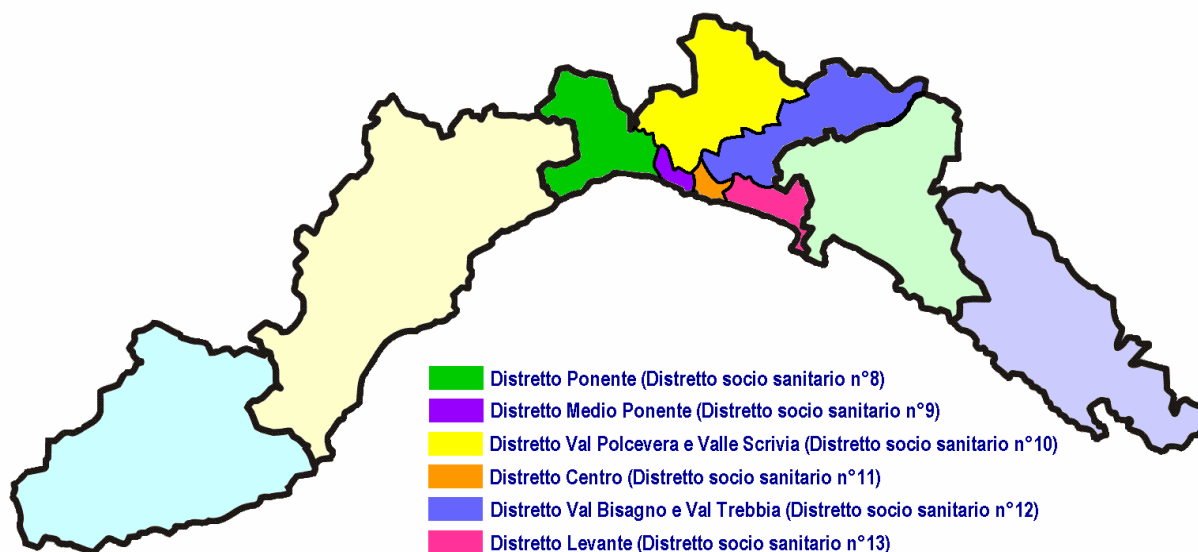 Distretto Ponente (Distretto socio sanitario n°8)
Distretto Medio Ponente (Distretto socio sanitario n°9)
Distretto Val Polcevera e Valle Scrivia (Distretto socio sanitario n°10)
Distretto Centro (Distretto socio sanitario n°11)
Distretto Val Bisagno e Val Trebbia (Distretto socio sanitario n°12)
Distretto Levante (Distretto socio sanitario n°13)